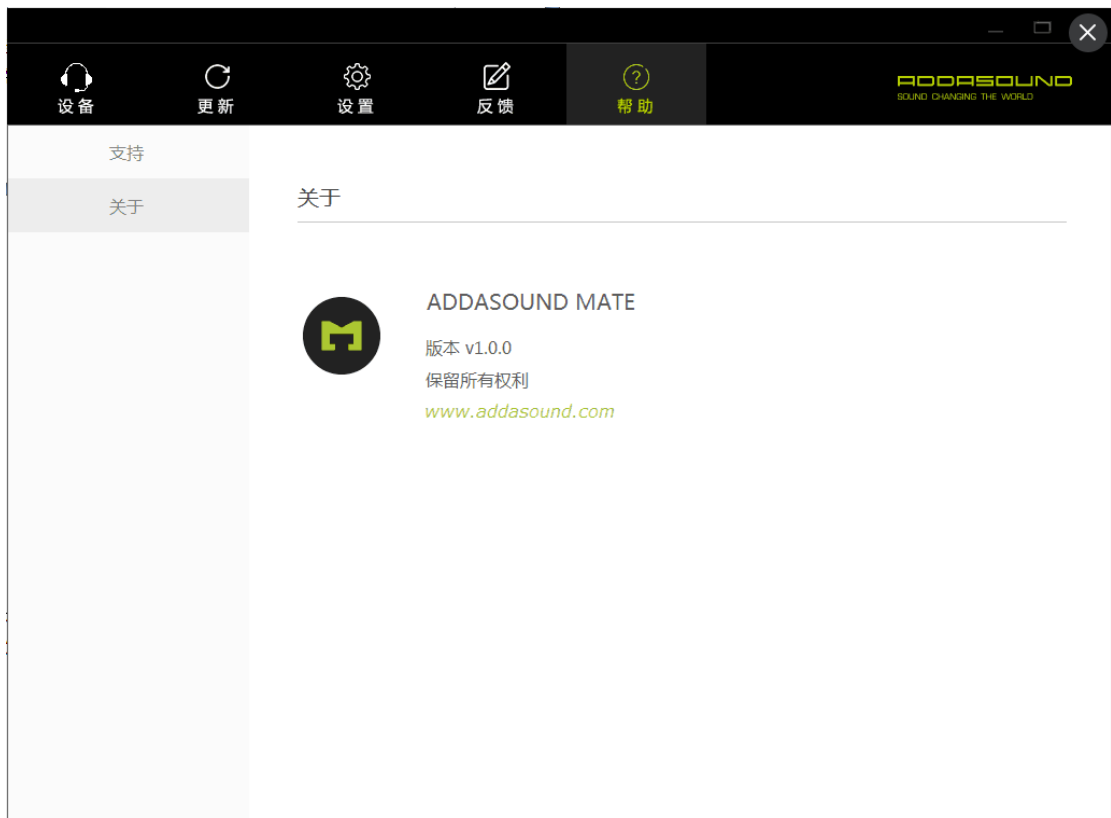 设备 更新 设置 反馈 帮助
ADDASOUND
SOUND CHANGING THE WORLD
支持
关于
关于
ADDASOUND MATE
版本 v1.0.0
保留所有权利
www.addasound.com